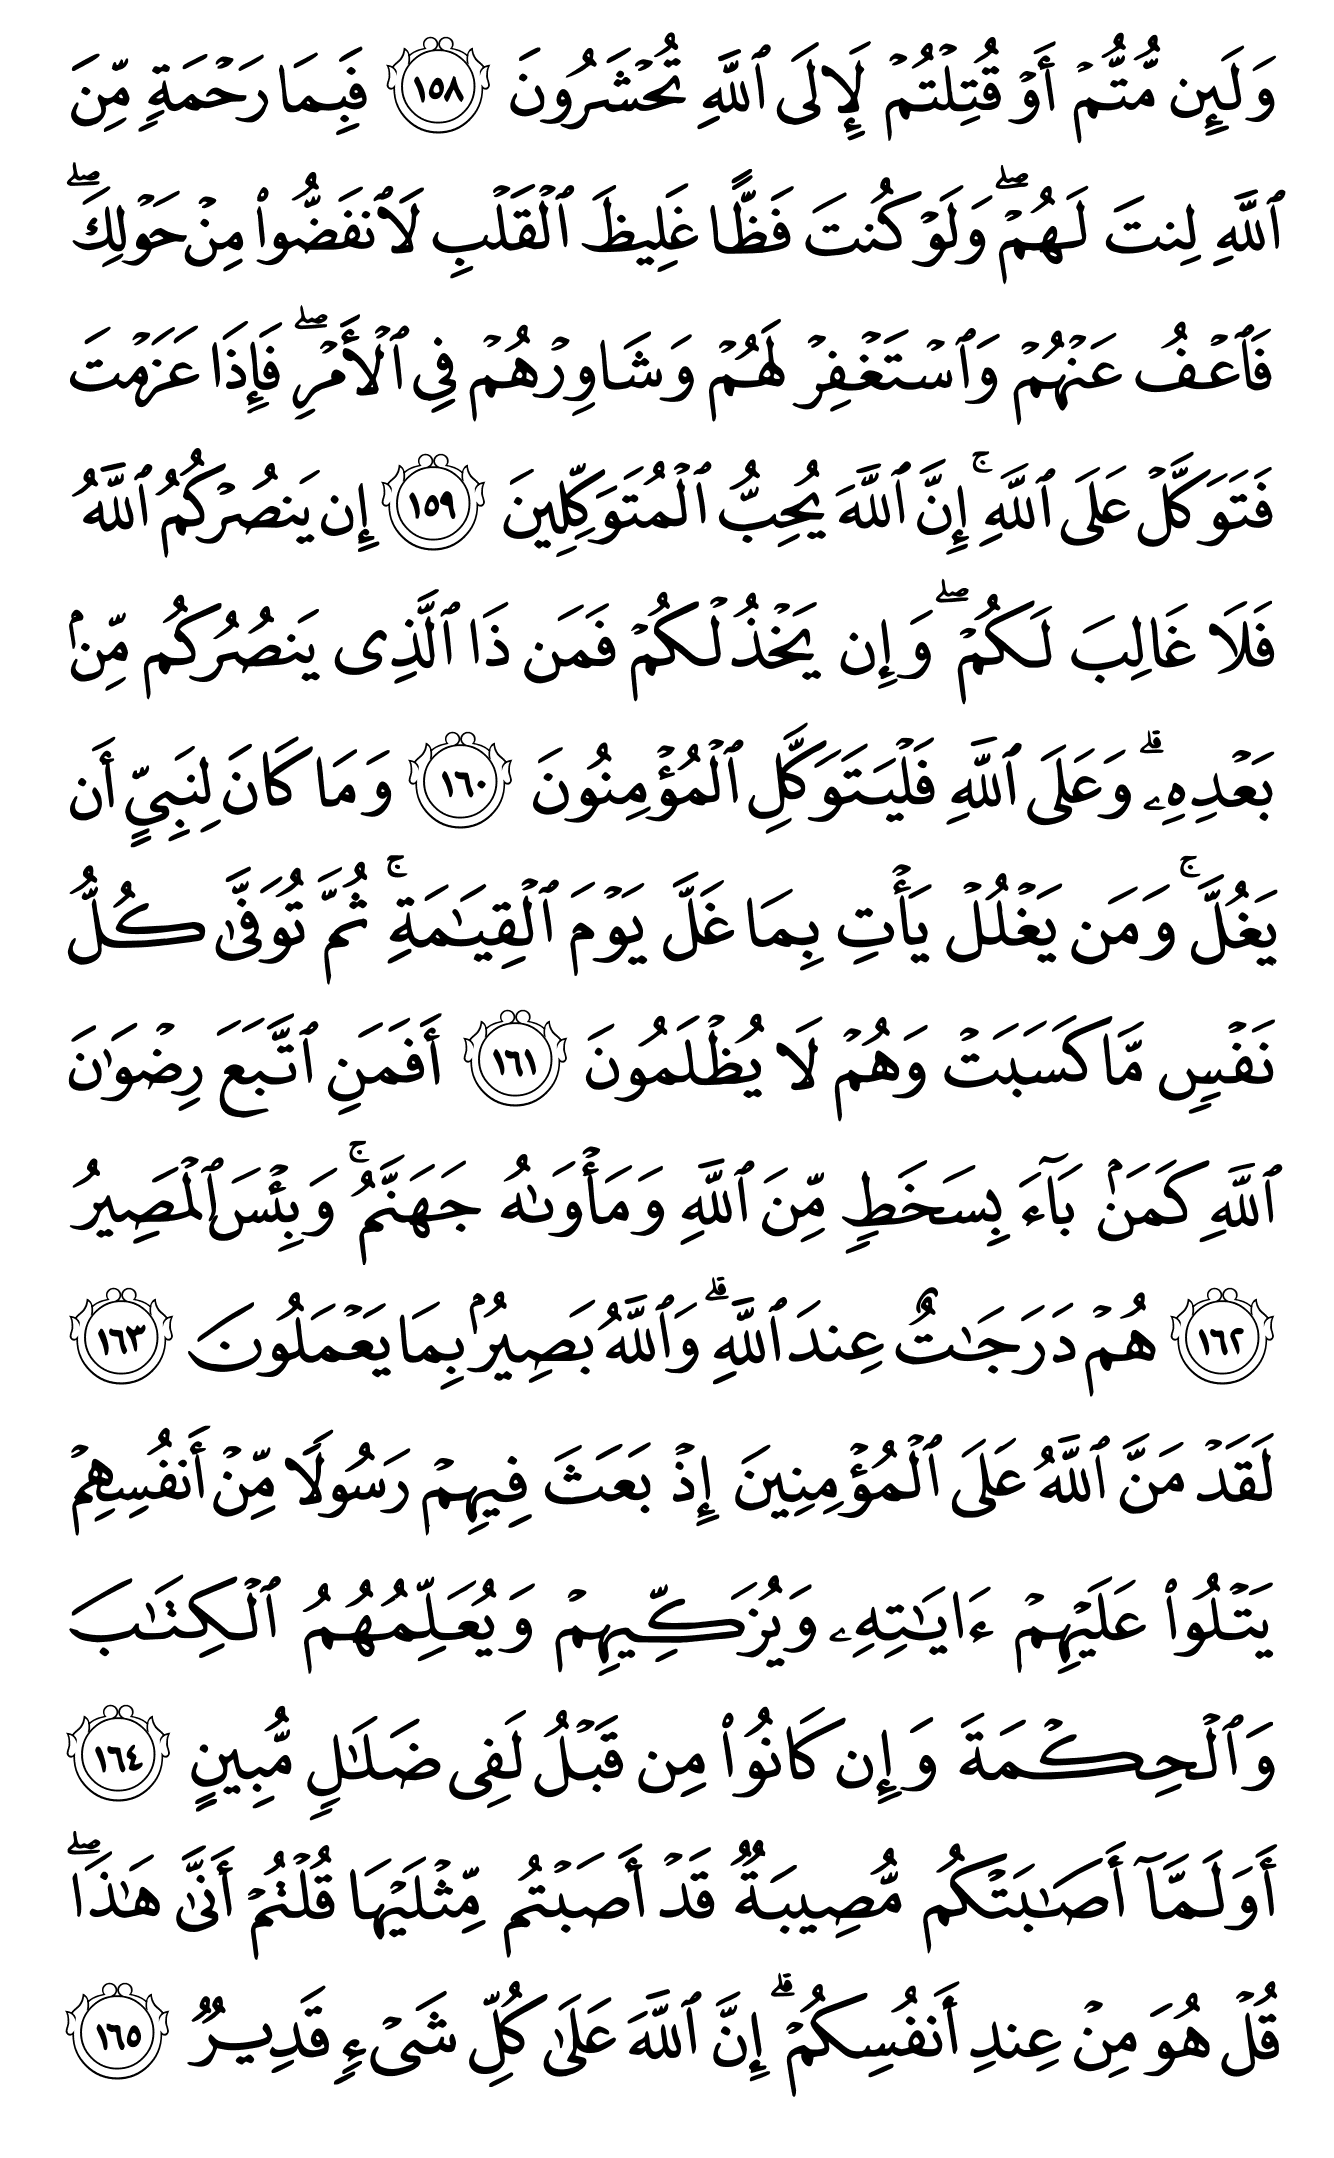 وَلَئِن مُّتُّمۡ أَوۡ قُتِلۡتُمۡ لَإِلَى ٱللَّهِ تُحۡشَرُونَ ١٥٨ فَبِمَا رَحۡمَةٖ مِّنَ
ٱللَّهِ لِنتَ لَهُمۡۖ وَلَوۡ كُنتَ فَظًّا غَلِيظَ ٱلۡقَلۡبِ لَٱنفَضُّواْ مِنۡ حَوۡلِكَۖ
فَٱعۡفُ عَنۡهُمۡ وَٱسۡتَغۡفِرۡ لَهُمۡ وَشَاوِرۡهُمۡ فِي ٱلۡأَمۡرِۖ فَإِذَا عَزَمۡتَ
فَتَوَكَّلۡ عَلَى ٱللَّهِۚ إِنَّ ٱللَّهَ يُحِبُّ ٱلۡمُتَوَكِّلِينَ ١٥٩ إِن يَنصُرۡكُمُ ٱللَّهُ
فَلَا غَالِبَ لَكُمۡۖ وَإِن يَخۡذُلۡكُمۡ فَمَن ذَا ٱلَّذِي يَنصُرُكُم مِّنۢ
بَعۡدِهِۦۗ وَعَلَى ٱللَّهِ فَلۡيَتَوَكَّلِ ٱلۡمُؤۡمِنُونَ ١٦٠ وَمَا كَانَ لِنَبِيٍّ أَن
يَغُلَّۚ وَمَن يَغۡلُلۡ يَأۡتِ بِمَا غَلَّ يَوۡمَ ٱلۡقِيَٰمَةِۚ ثُمَّ تُوَفَّىٰ كُلُّ
نَفۡسٖ مَّا كَسَبَتۡ وَهُمۡ لَا يُظۡلَمُونَ ١٦١ أَفَمَنِ ٱتَّبَعَ رِضۡوَٰنَ
ٱللَّهِ كَمَنۢ بَآءَ بِسَخَطٖ مِّنَ ٱللَّهِ وَمَأۡوَىٰهُ جَهَنَّمُۚ وَبِئۡسَ ٱلۡمَصِيرُ
١٦٢ هُمۡ دَرَجَٰتٌ عِندَ ٱللَّهِۗ وَٱللَّهُ بَصِيرُۢ بِمَا يَعۡمَلُونَ ١٦٣
لَقَدۡ مَنَّ ٱللَّهُ عَلَى ٱلۡمُؤۡمِنِينَ إِذۡ بَعَثَ فِيهِمۡ رَسُولٗا مِّنۡ أَنفُسِهِمۡ
يَتۡلُواْ عَلَيۡهِمۡ ءَايَٰتِهِۦ وَيُزَكِّيهِمۡ وَيُعَلِّمُهُمُ ٱلۡكِتَٰبَ
وَٱلۡحِكۡمَةَ وَإِن كَانُواْ مِن قَبۡلُ لَفِي ضَلَٰلٖ مُّبِينٍ ١٦٤
أَوَلَمَّآ أَصَٰبَتۡكُم مُّصِيبَةٞ قَدۡ أَصَبۡتُم مِّثۡلَيۡهَا قُلۡتُمۡ أَنَّىٰ هَٰذَاۖ
قُلۡ هُوَ مِنۡ عِندِ أَنفُسِكُمۡۗ إِنَّ ٱللَّهَ عَلَىٰ كُلِّ شَيۡءٖ قَدِيرٞ ١٦٥